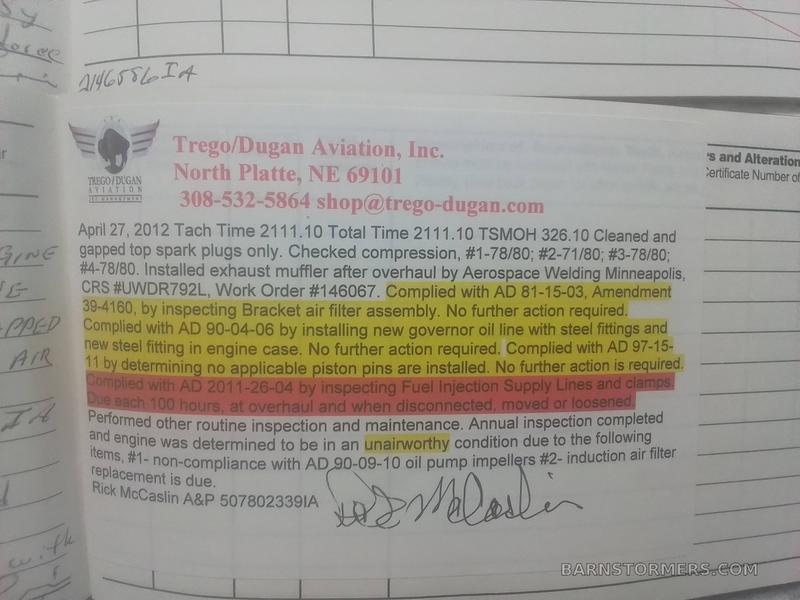 2146556IA
Trego/Dugan Aviation, Inc.
North Platte, NE 69101
308-532-5864 shop@trego-dugan.com
TREGO/DUGAN
AVIATION
rs and Alteration
Certificate Number of
April 27, 2012 Tach Time 2111.10 Total Time 2111.10 TSMOH 326.10 Cleaned and
gapped top spark plugs only. Checked compression, #1-78/80; #2-71/80; #3-78/80;
#4-78/80. Installed exhaust muffler after overhaul by Aerospace Welding Minneapolis,
CRS #UWDR792L, Work Order #146067. Complied with AD 81-15-03, Amendment
39-4160, by inspecting Bracket air filter assembly. No further action required.
Complied with AD 90-04-06 by installing new governor oil line with steel fittings and
new steel fitting in engine case. No further action required. Complied with AD 97-15-
11 by determining no applicable piston pins are installed. No further action is required.
Complied with AD 2011-26-04 by inspecting Fuel Injection Supply Lines and clamps.
Due each 100 hours, at overhaul and when disconnected, moved or loosened.
Performed other routine inspection and maintenance. Annual inspection completed
and engine was determined to be in an unairworthy condition due to the following
items, #1- non-compliance with AD 90-09-10 oil pump impellers #2- induction air filter
replacement is due.
Rick McCaslin A&P 507802339IA
AIR
IA
with
BARNSTORMERS.COM